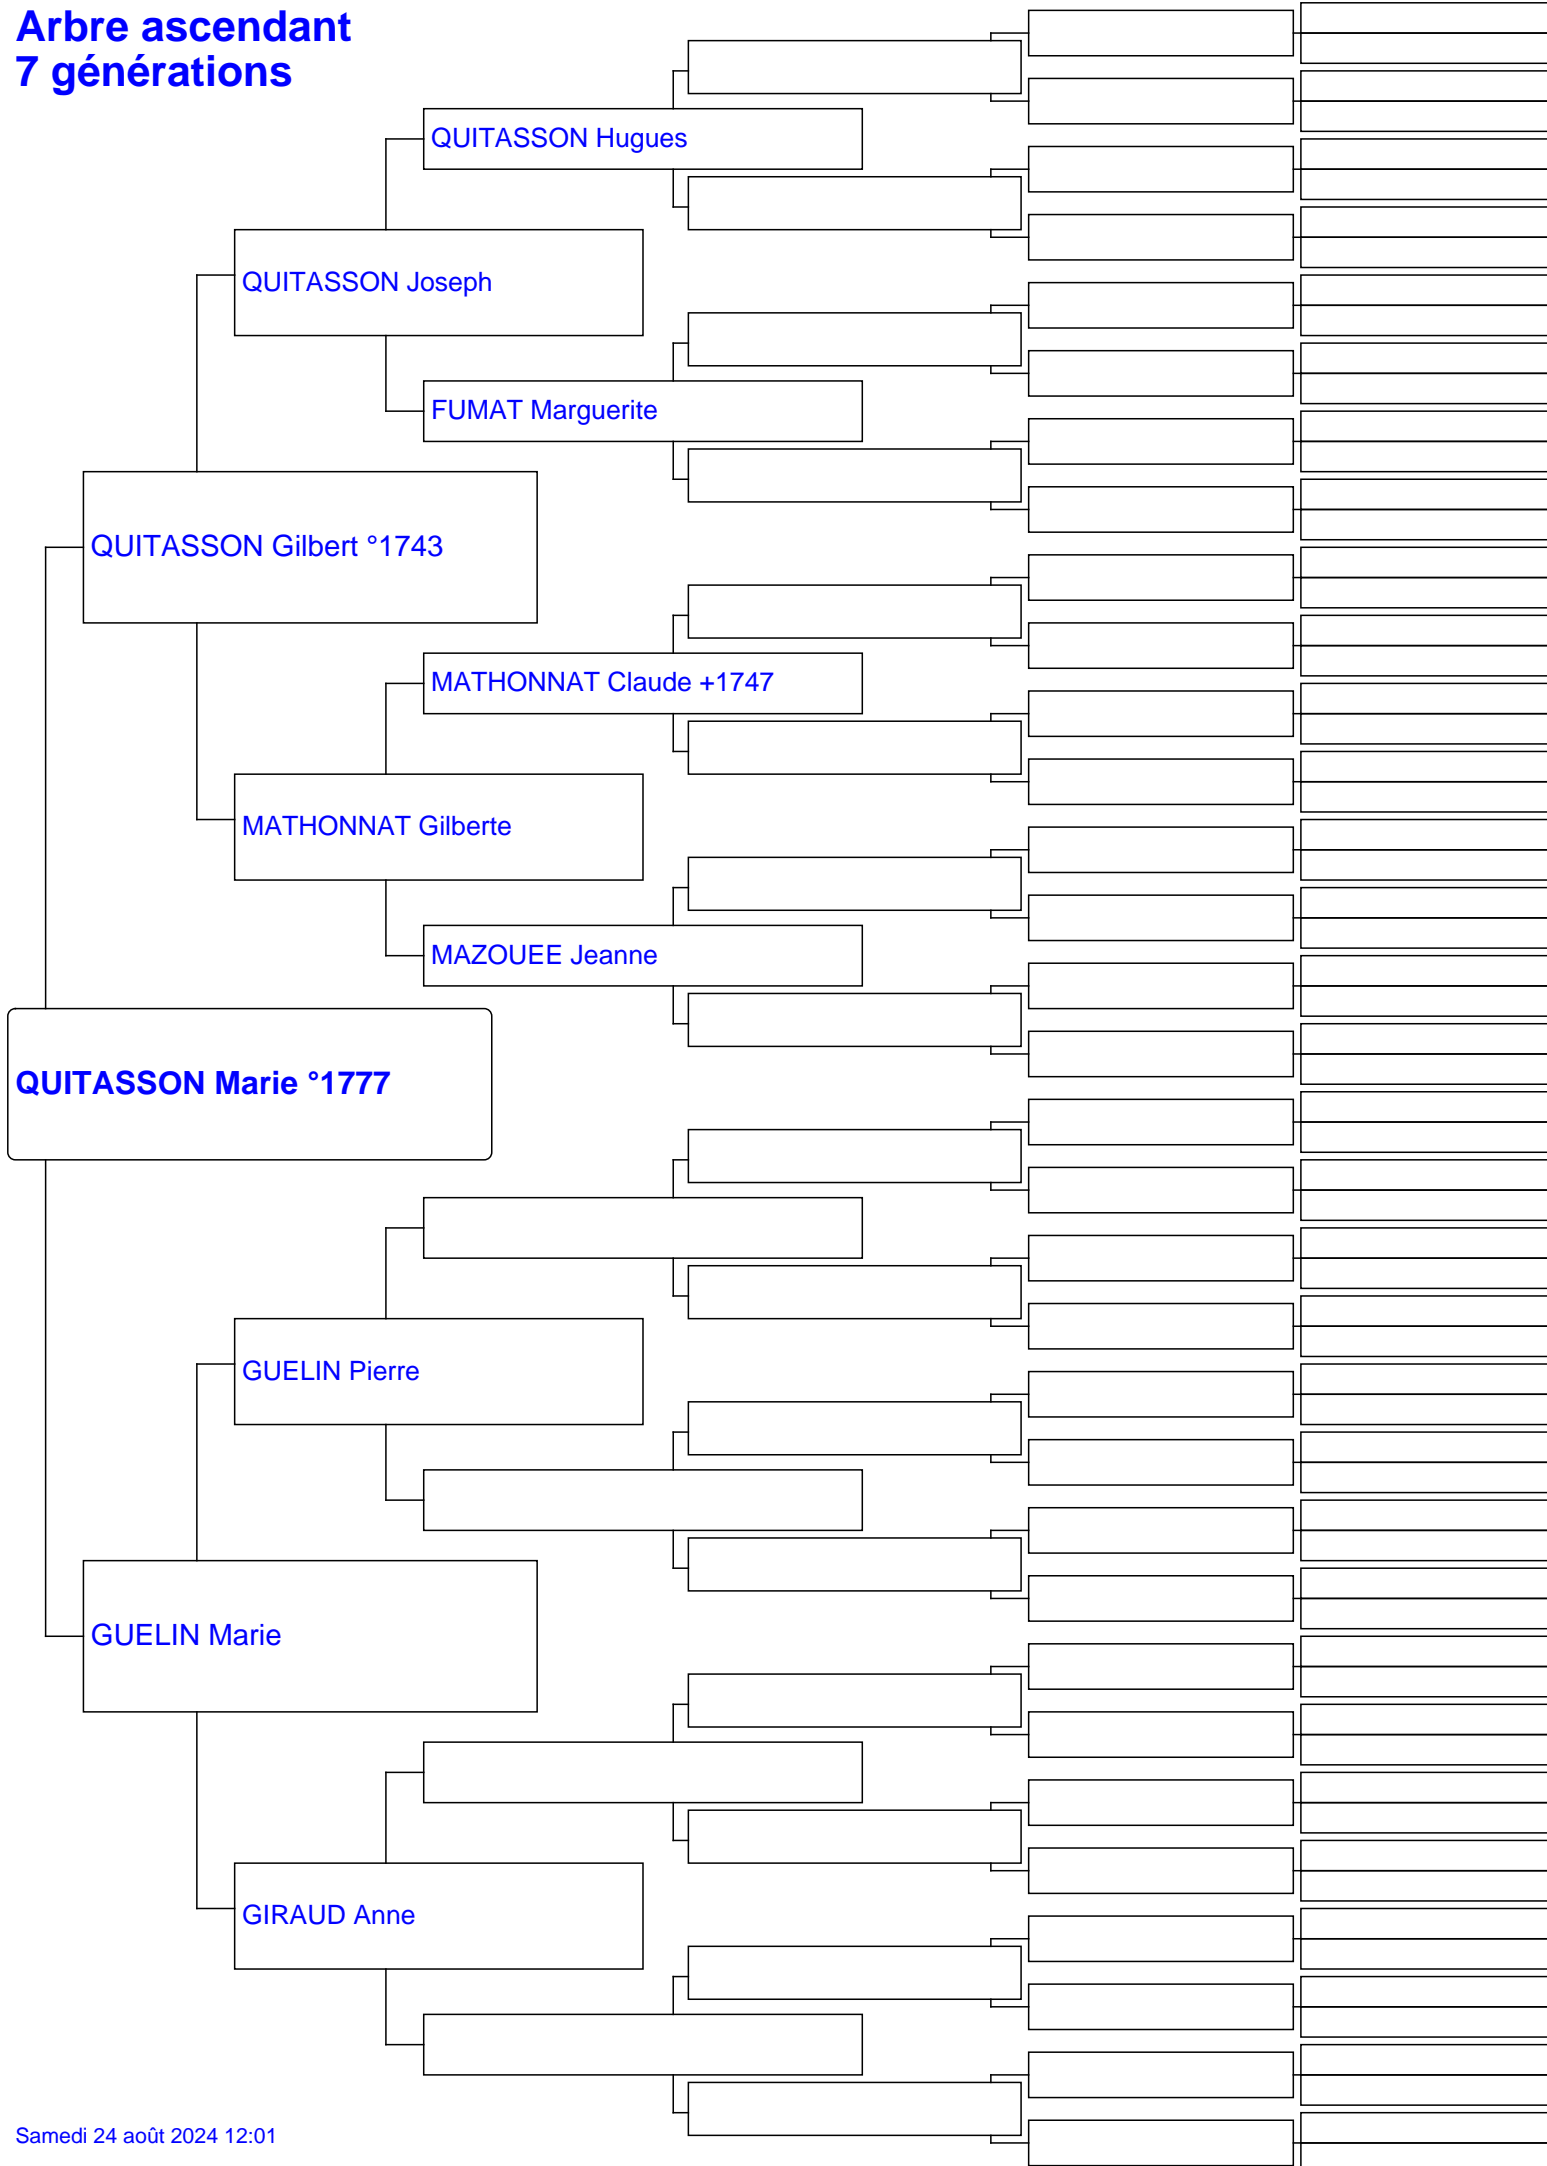 Arbre ascendant
7 générations
QUITASSON Hugues
QUITASSON Joseph
FUMAT Marguerite
QUITASSON Gilbert °1743
MATHONNAT Claude +1747
MATHONNAT Gilberte
MAZOUEE Jeanne
QUITASSON Marie °1777
GUELIN Pierre
GUELIN Marie
GIRAUD Anne
Samedi 24 août 2024 12:01